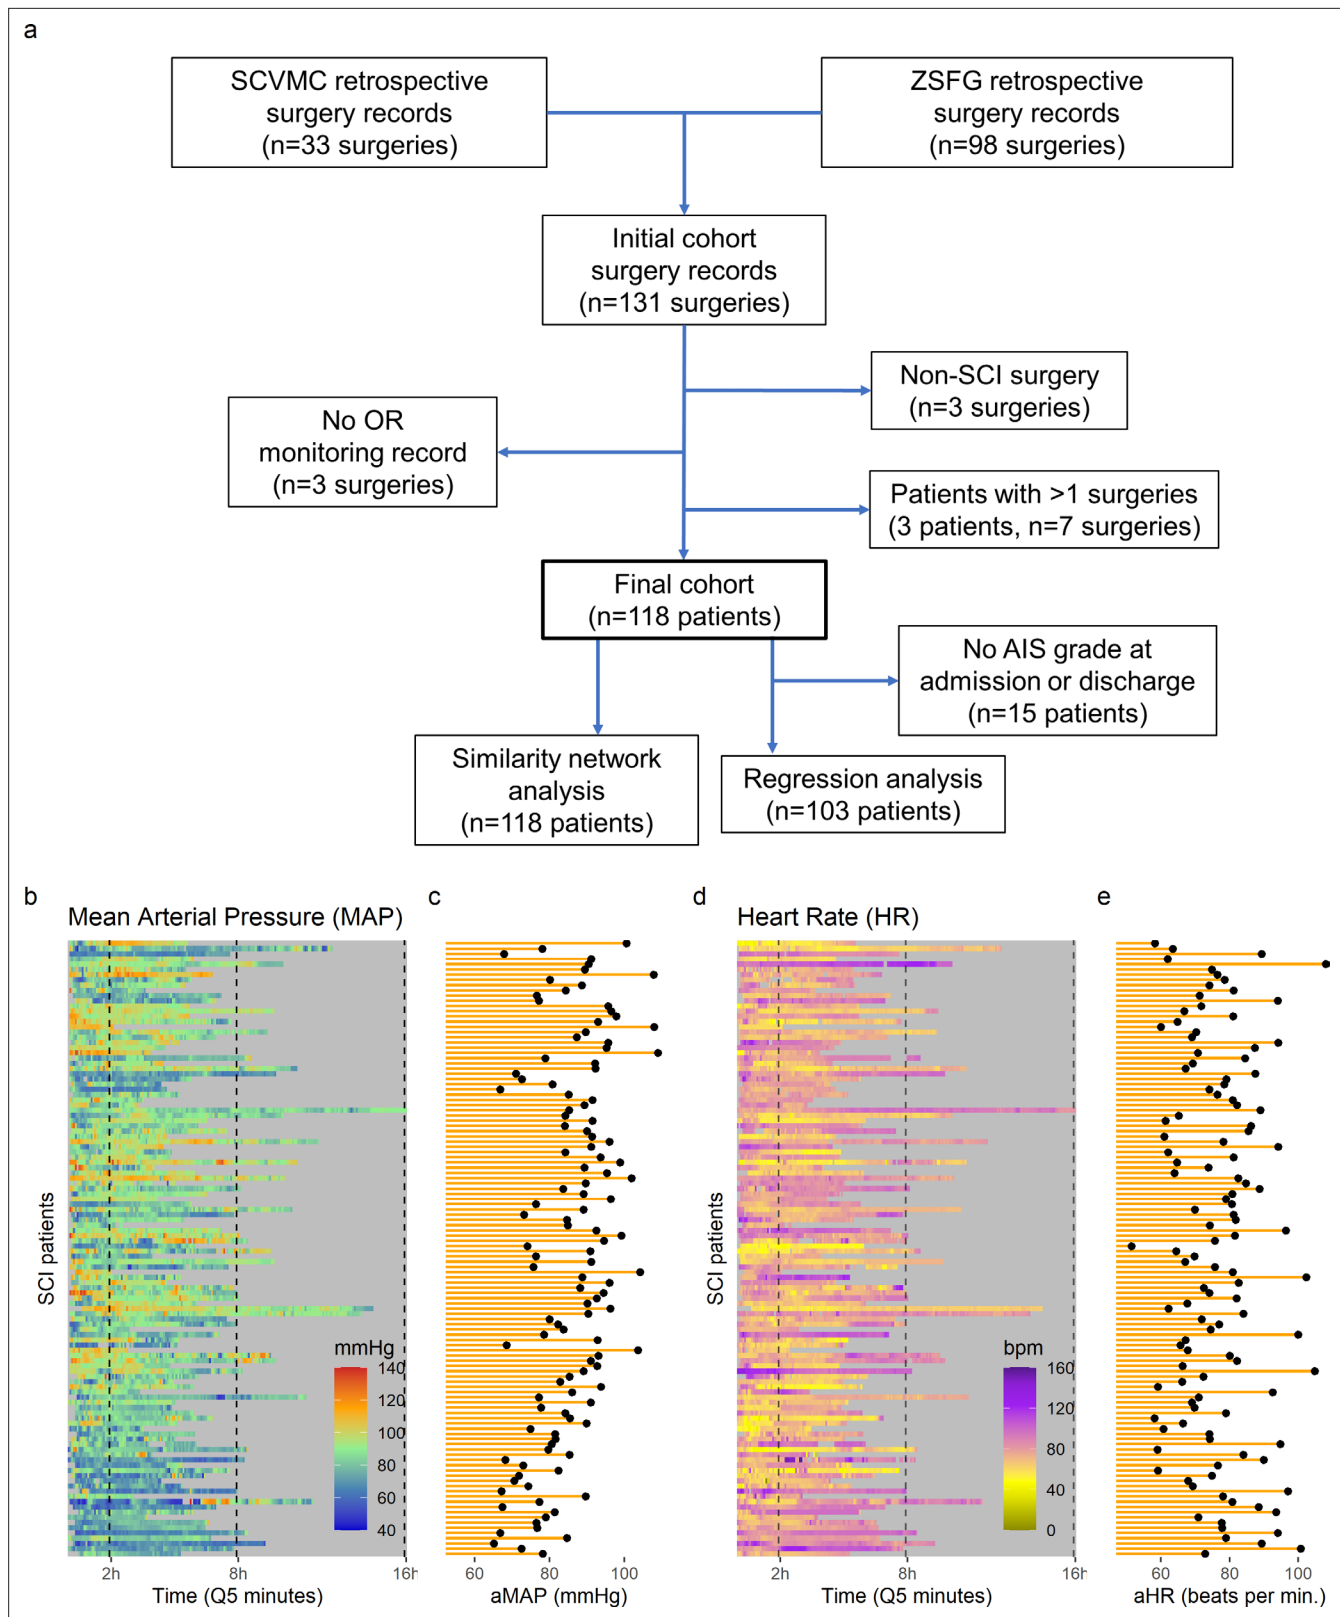 a
SCVMC retrospective
surgery records
(n=33 surgeries)
ZSFG retrospective
surgery records
(n=98 surgeries)
Initial cohort
surgery records
(n=131 surgeries)
Non-SCI surgery
(n=3 surgeries)
No OR
monitoring record
(n=3 surgeries)
Patients with >1 surgeries
(3 patients, n=7 surgeries)
Final cohort
(n=118 patients)
No AIS grade at
admission or discharge
(n=15 patients)
Similarity network
analysis
(n=118 patients)
Regression analysis
(n=103 patients)
b
Mean Arterial Pressure (MAP)
SCI patients
mmHg
140
120
100
80
60
40
2h
8h
16h
Time (Q5 minutes)
c
60
80
100
aMAP (mmHg)
d
Heart Rate (HR)
SCI patients
bpm
160
120
80
40
0
2h
8h
16h
Time (Q5 minutes)
e
60
80
100
aHR (beats per min.)